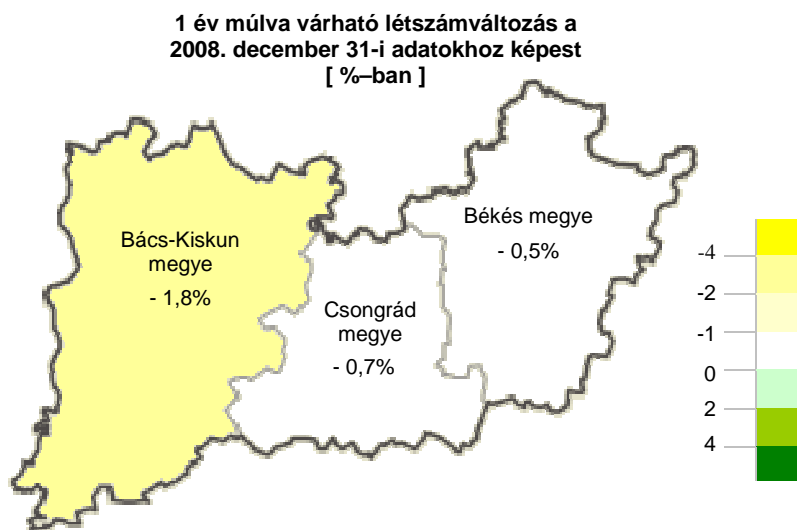 1 év múlva várható létszámváltozás a
2008. december 31-i adatokhoz képest
[ %–ban ]
Bács-Kiskun
megye
- 1,8%
Csongrád
megye
- 0,7%
Békés megye
- 0,5%
-4
-2
-1
0
2
4